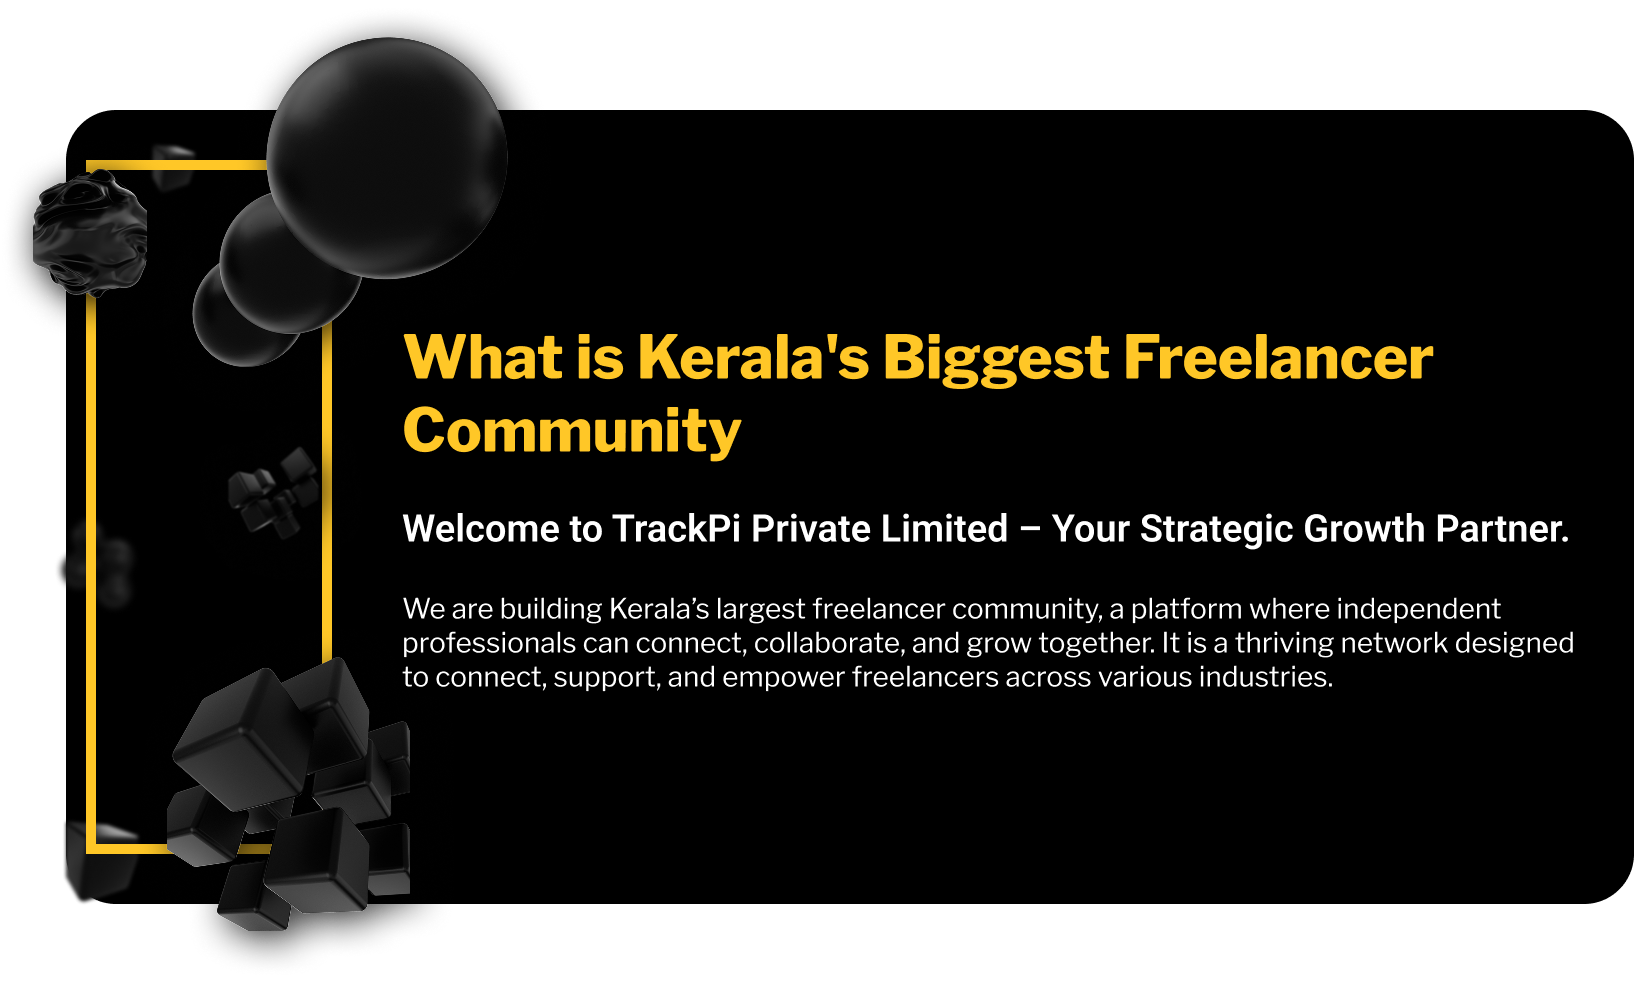 What is Kerala's Biggest Freelancer
Community
Welcome to TrackPi Private Limited – Your Strategic Growth Partner.
We are building Kerala’s largest freelancer community, a platform where independent
professionals can connect, collaborate, and grow together. It is a thriving network designed
to connect, support, and empower freelancers across various industries.